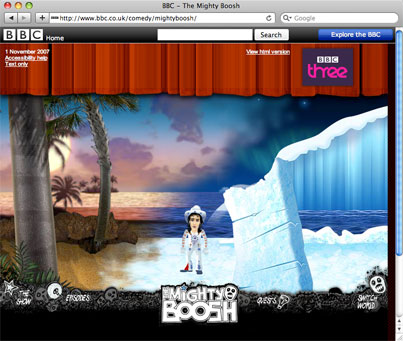 BBC – The Mighty Boosh
http://www.bbc.co.uk/comedy/mightyboosh/
Google
BBC Home
Search
Explore the BBC
1 November 2007
Accessibility help
Text only
View html version
BBC
three
THE SHOW
EPISODES
THE MIGHTY BOOSH
GUESTS
SWITCH WORLD